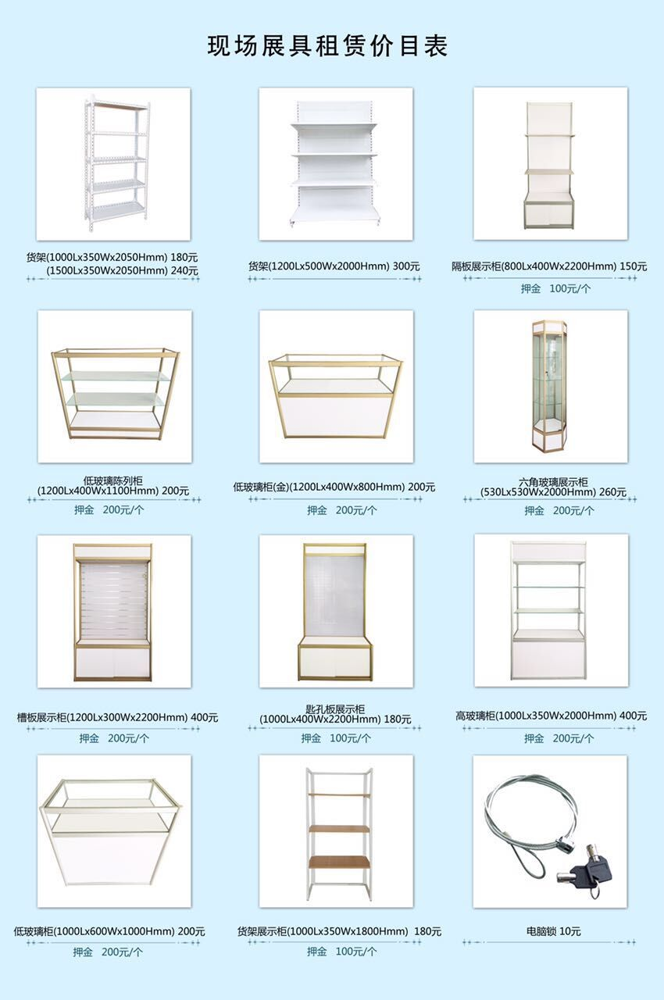 现场展具租赁价目表
货架(1000Lx350Wx2050Hmm) 180元
(1500Lx350Wx2050Hmm) 240元
货架(1200Lx500Wx2000Hmm) 300元
隔板展示柜(800Lx400Wx2200Hmm) 150元
押金 100元/个
低玻璃陈列柜
(1200Lx400Wx1100Hmm) 200元
押金 200元/个
低玻璃柜(金)(1200Lx400Wx800Hmm) 200元
押金 200元/个
六角玻璃展示柜
(530Lx530Wx2000Hmm) 260元
押金 200元/个
槽板展示柜(1200Lx300Wx2200Hmm) 400元
押金 200元/个
匙孔板展示柜
(1000Lx400Wx2200Hmm) 180元
押金 100元/个
高玻璃柜(1000Lx350Wx2000Hmm) 400元
押金 200元/个
低玻璃柜(1000Lx600Wx1000Hmm) 200元
押金 200元/个
货架展示柜(1000Lx350Wx1800Hmm) 180元
押金 100元/个
电脑锁 10元